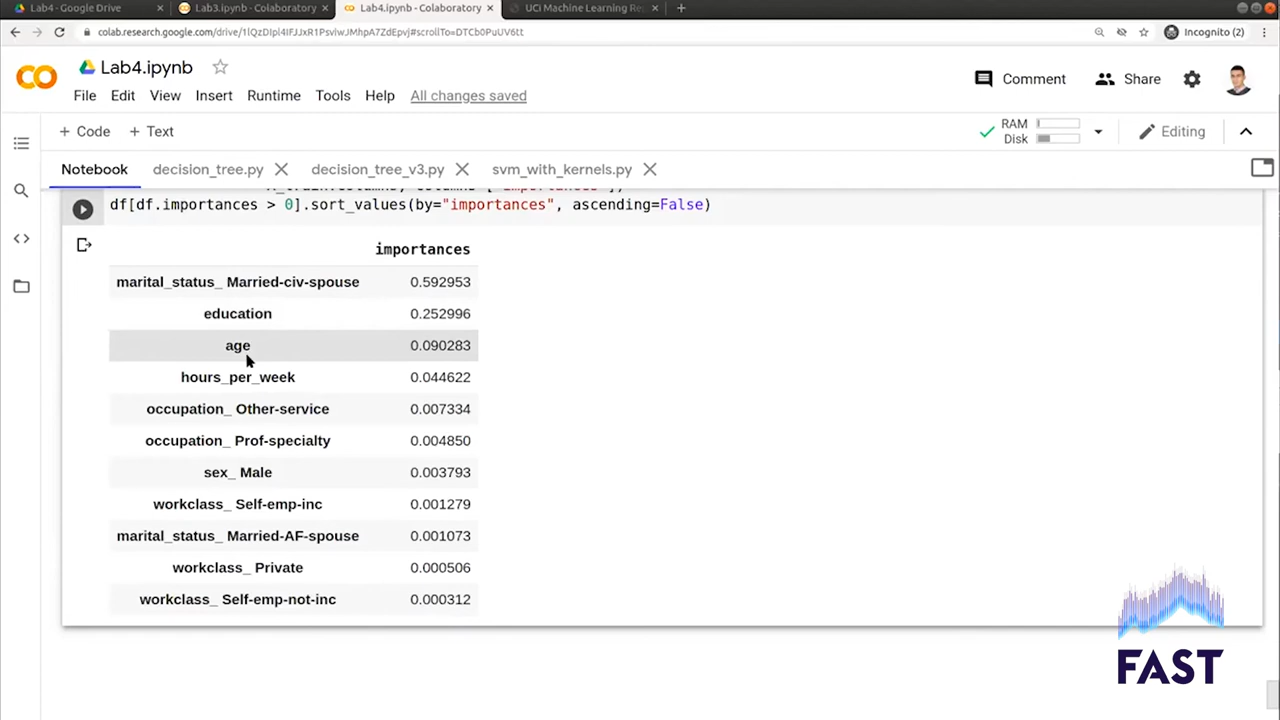 Lab4 - Google Drive
Lab3.ipynb - Colaboratory
Lab4.ipynb - Colaboratory
UCI Machine Learning Re
colab.research.google.com/drive/
Incognito (2)
Lab4.ipynb
Comment
Share
File Edit View Insert Runtime Tools Help All changes saved
+ Code + Text
RAM
Disk
Editing
Notebook decision_tree.py decision_tree_v3.py svm_with_kernels.py
df[df.importances > 0].sort_values(by="importances", ascending=False)
importances
marital_status_ Married-civ-spouse 0.592953
education 0.252996
age 0.090283
hours_per_week 0.044622
occupation_ Other-service 0.007334
occupation_ Prof-specialty 0.004850
sex_ Male 0.003793
workclass_ Self-emp-inc 0.001279
marital_status_ Married-AF-spouse 0.001073
workclass_ Private 0.000506
workclass_ Self-emp-not-inc 0.000312
FAST